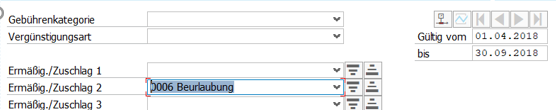 Gebührenkategorie
Vergünstigungsart
Gültig vom 01.04.2018
bis 30.09.2018
Ermäßig./Zuschlag 1
Ermäßig./Zuschlag 2 0006 Beurlaubung
Ermäßig./Zuschlag 3